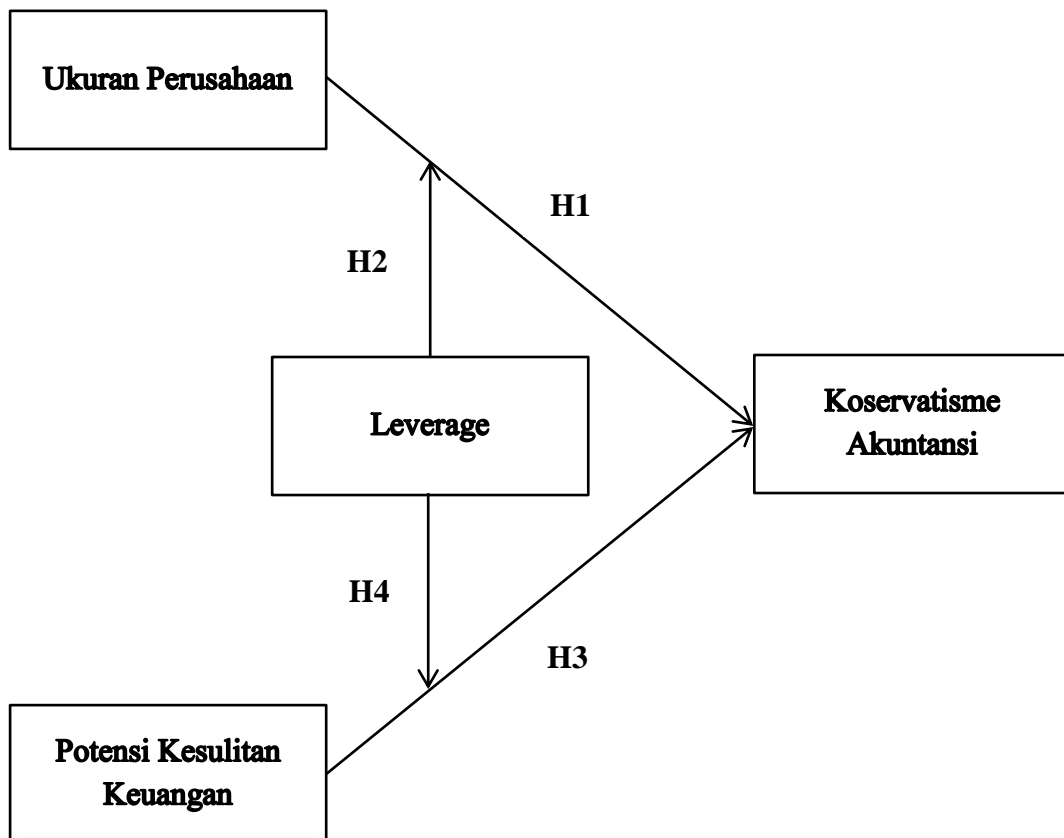 Ukuran Perusahaan
H1
H2
Leverage
Koservatisme
Akuntansi
H4
H3
Potensi Kesulitan
Keuangan